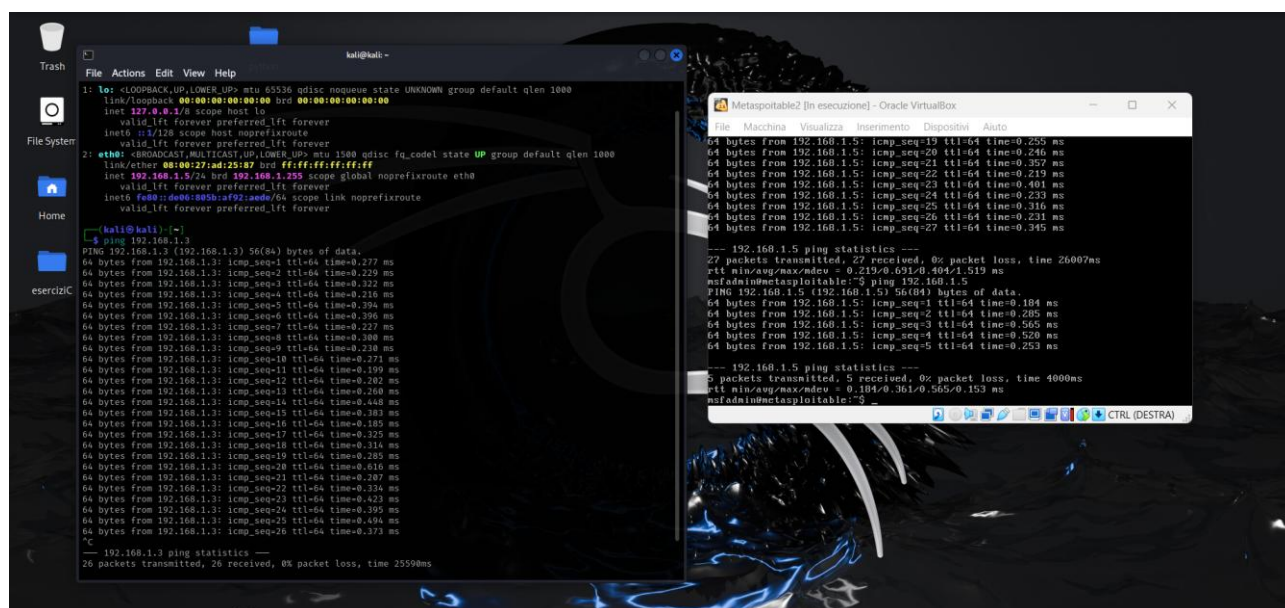 Trash
File System
Home
eserciziC
kali@kali: ~
File Actions Edit View Help
1: lo: <LOOPBACK,UP,LOWER_UP> mtu 65536 qdisc noqueue state UNKNOWN group default qlen 1000
link/loopback 00:00:00:00:00:00 brd 00:00:00:00:00:00
inet 127.0.0.1/8 scope host lo
valid_lft forever preferred_lft forever
inet6 ::1/128 scope host noprefixroute
valid_lft forever preferred_lft forever
2: eth0: <BROADCAST,MULTICAST,UP,LOWER_UP> mtu 1500 qdisc fq_codel state UP group default qlen 1000
link/ether 08:00:27:ad:25:87 brd ff:ff:ff:ff:ff:ff
inet 192.168.1.5/24 brd 192.168.1.255 scope global noprefixroute eth0
valid_lft forever preferred_lft forever
inet6 fe80::de06:805b:af92:aede/64 scope link noprefixroute
valid_lft forever preferred_lft forever
(kali㉿kali)-[~]
$ ping 192.168.1.3
PING 192.168.1.3 (192.168.1.3) 56(84) bytes of data.
64 bytes from 192.168.1.3: icmp_seq=1 ttl=64 time=0.277 ms
64 bytes from 192.168.1.3: icmp_seq=2 ttl=64 time=0.229 ms
64 bytes from 192.168.1.3: icmp_seq=3 ttl=64 time=0.322 ms
64 bytes from 192.168.1.3: icmp_seq=4 ttl=64 time=0.216 ms
64 bytes from 192.168.1.3: icmp_seq=5 ttl=64 time=0.394 ms
64 bytes from 192.168.1.3: icmp_seq=6 ttl=64 time=0.396 ms
64 bytes from 192.168.1.3: icmp_seq=7 ttl=64 time=0.227 ms
64 bytes from 192.168.1.3: icmp_seq=8 ttl=64 time=0.300 ms
64 bytes from 192.168.1.3: icmp_seq=9 ttl=64 time=0.230 ms
64 bytes from 192.168.1.3: icmp_seq=10 ttl=64 time=0.271 ms
64 bytes from 192.168.1.3: icmp_seq=11 ttl=64 time=0.199 ms
64 bytes from 192.168.1.3: icmp_seq=12 ttl=64 time=0.202 ms
64 bytes from 192.168.1.3: icmp_seq=13 ttl=64 time=0.260 ms
64 bytes from 192.168.1.3: icmp_seq=14 ttl=64 time=0.448 ms
64 bytes from 192.168.1.3: icmp_seq=15 ttl=64 time=0.383 ms
64 bytes from 192.168.1.3: icmp_seq=16 ttl=64 time=0.185 ms
64 bytes from 192.168.1.3: icmp_seq=17 ttl=64 time=0.325 ms
64 bytes from 192.168.1.3: icmp_seq=18 ttl=64 time=0.314 ms
64 bytes from 192.168.1.3: icmp_seq=19 ttl=64 time=0.285 ms
64 bytes from 192.168.1.3: icmp_seq=20 ttl=64 time=0.616 ms
64 bytes from 192.168.1.3: icmp_seq=21 ttl=64 time=0.207 ms
64 bytes from 192.168.1.3: icmp_seq=22 ttl=64 time=0.334 ms
64 bytes from 192.168.1.3: icmp_seq=23 ttl=64 time=0.423 ms
64 bytes from 192.168.1.3: icmp_seq=24 ttl=64 time=0.395 ms
64 bytes from 192.168.1.3: icmp_seq=25 ttl=64 time=0.494 ms
64 bytes from 192.168.1.3: icmp_seq=26 ttl=64 time=0.373 ms
^C
--- 192.168.1.3 ping statistics ---
26 packets transmitted, 26 received, 0% packet loss, time 25590ms
Metaspoitable2 [In esecuzione] - Oracle VirtualBox
File Macchina Visualizza Inserimento Dispositivi Aiuto
64 bytes from 192.168.1.5: icmp_seq=19 ttl=64 time=0.255 ms
64 bytes from 192.168.1.5: icmp_seq=20 ttl=64 time=0.246 ms
64 bytes from 192.168.1.5: icmp_seq=21 ttl=64 time=0.357 ms
64 bytes from 192.168.1.5: icmp_seq=22 ttl=64 time=0.219 ms
64 bytes from 192.168.1.5: icmp_seq=23 ttl=64 time=0.401 ms
64 bytes from 192.168.1.5: icmp_seq=24 ttl=64 time=0.233 ms
64 bytes from 192.168.1.5: icmp_seq=25 ttl=64 time=0.316 ms
64 bytes from 192.168.1.5: icmp_seq=26 ttl=64 time=0.231 ms
64 bytes from 192.168.1.5: icmp_seq=27 ttl=64 time=0.345 ms
--- 192.168.1.5 ping statistics ---
27 packets transmitted, 27 received, 0% packet loss, time 26007ms
rtt min/avg/max/mdev = 0.219/0.691/8.404/1.519 ms
msfadmin@metasploitable:~$ ping 192.168.1.5
PING 192.168.1.5 (192.168.1.5) 56(84) bytes of data.
64 bytes from 192.168.1.5: icmp_seq=1 ttl=64 time=0.184 ms
64 bytes from 192.168.1.5: icmp_seq=2 ttl=64 time=0.285 ms
64 bytes from 192.168.1.5: icmp_seq=3 ttl=64 time=0.565 ms
64 bytes from 192.168.1.5: icmp_seq=4 ttl=64 time=0.520 ms
64 bytes from 192.168.1.5: icmp_seq=5 ttl=64 time=0.253 ms
--- 192.168.1.5 ping statistics ---
5 packets transmitted, 5 received, 0% packet loss, time 4000ms
rtt min/avg/max/mdev = 0.184/0.361/0.565/0.153 ms
msfadmin@metasploitable:~$ _
CTRL (DESTRA)